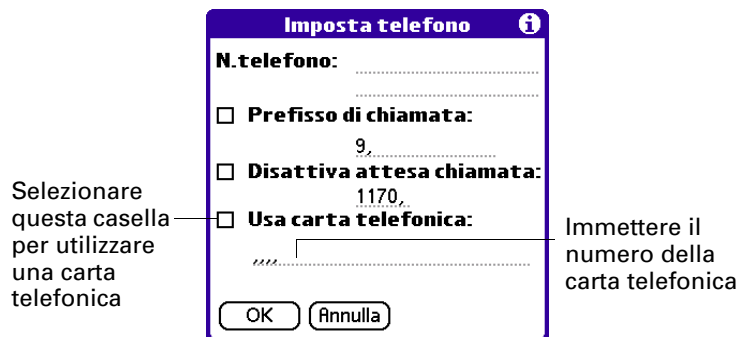 Imposta telefono
N.telefono:
Prefisso di chiamata:
9,
Disattiva attesa chiamata:
1170,
Usa carta telefonica:
,,,,
OK Annulla
Selezionare
questa casella
per utilizzare
una carta
telefonica
Immettere il
numero della
carta telefonica